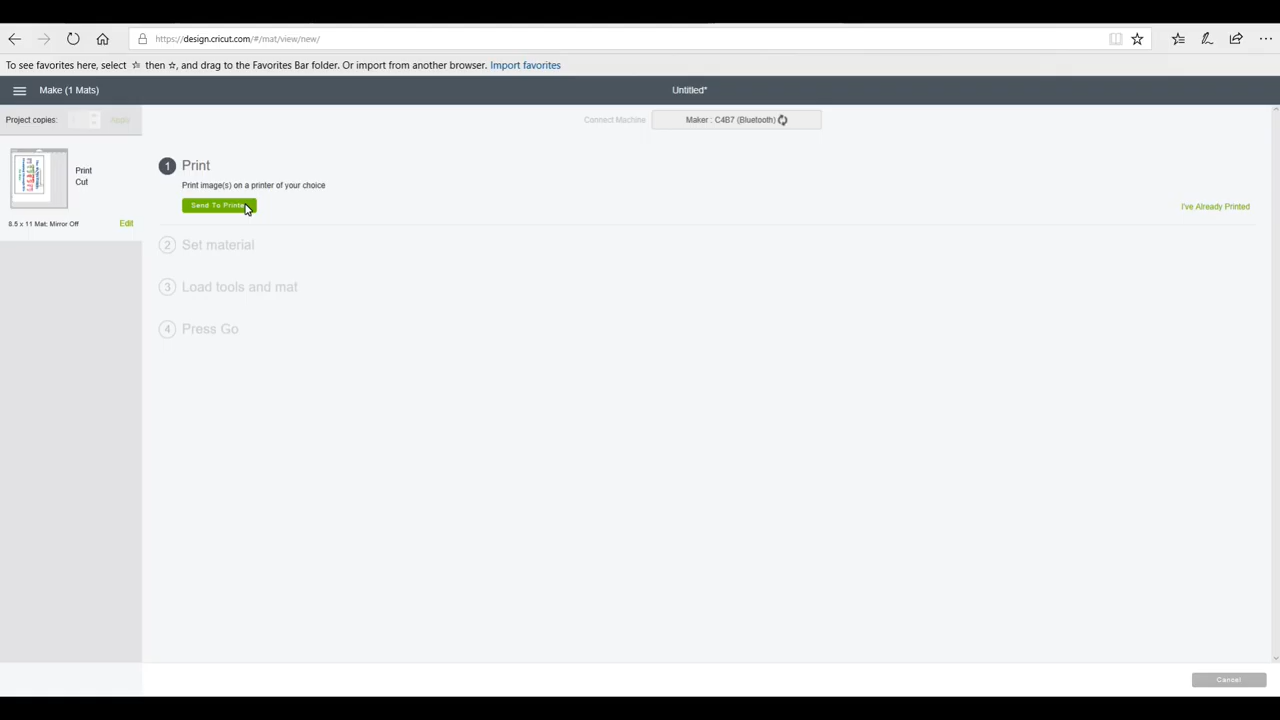 https://design.cricut.com/#/mat/view/new/
To see favorites here, select ☆ then ☆, and drag to the Favorites Bar folder. Or import from another browser. Import favorites
Make (1 Mats)
Untitled*
Project copies:
Apply
Connect Machine
Maker : C4B7 (Bluetooth)
Print
Cut
8.5 x 11 Mat; Mirror Off
Edit
1 Print
Print image(s) on a printer of your choice
Send To Printer
I've Already Printed
2 Set material
3 Load tools and mat
4 Press Go
Cancel